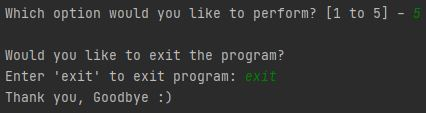 Which option would you like to perform? [1 to 5] - 5
Would you like to exit the program?
Enter 'exit' to exit program: exit
Thank you, Goodbye :)